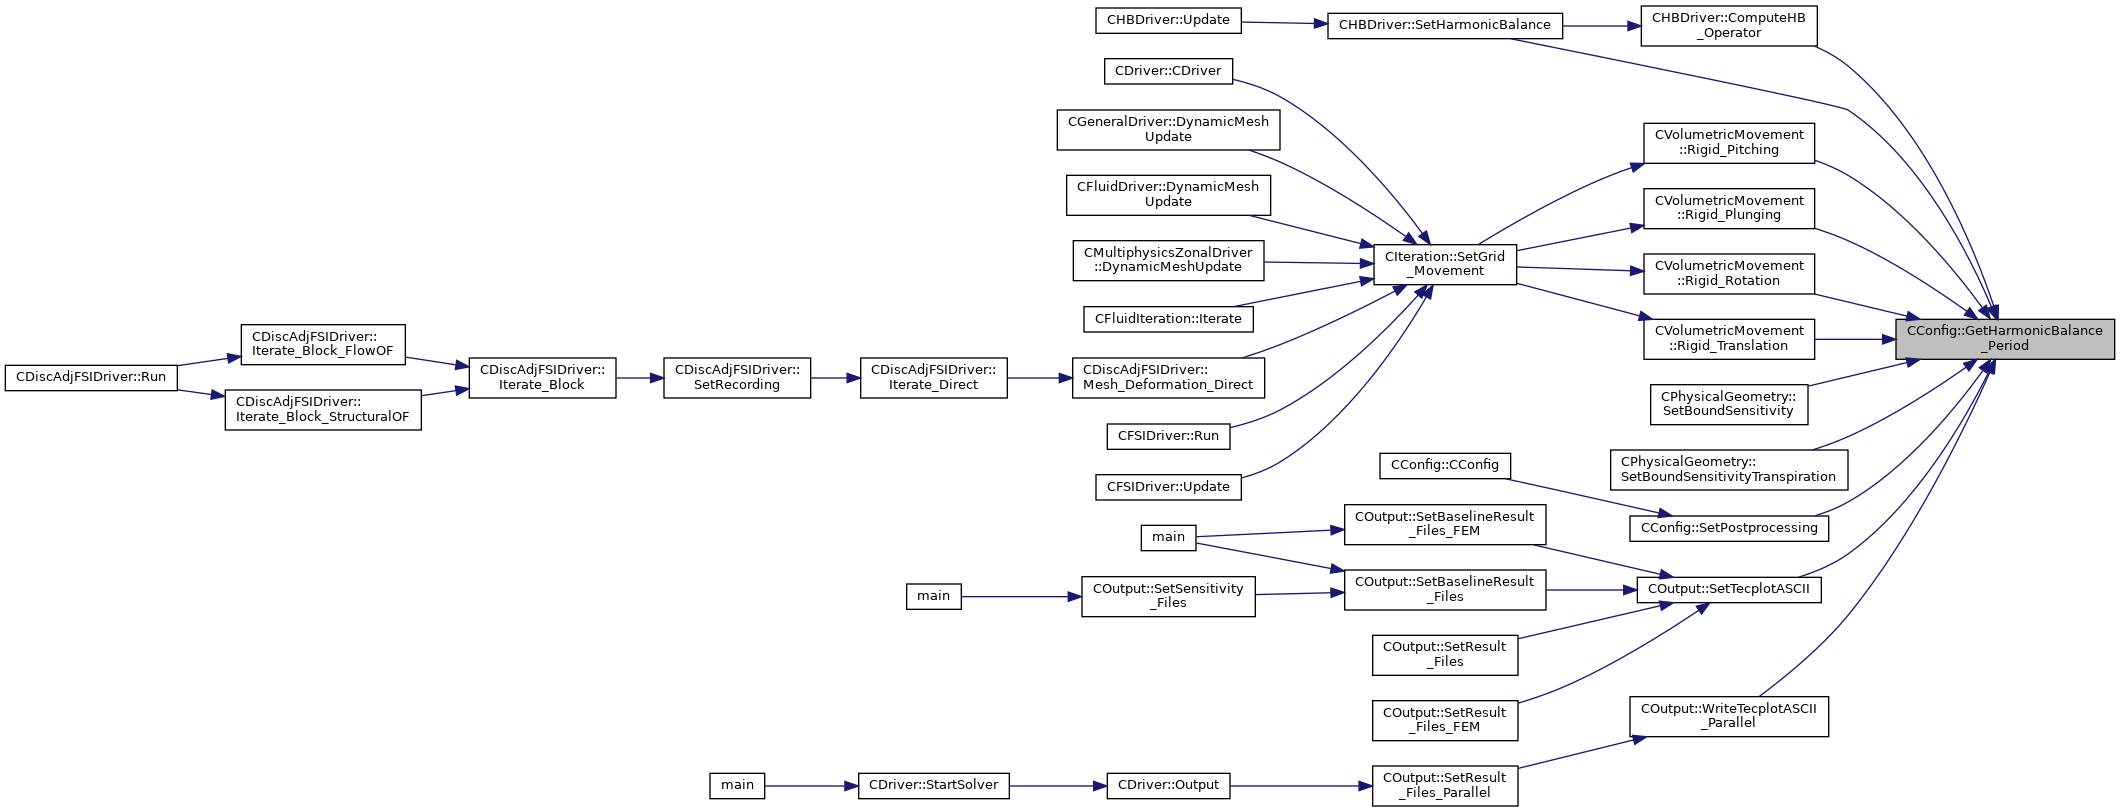 CHBDriver::Update
CHBDriver::SetHarmonicBalance
CHBDriver::ComputeHB
_Operator
CDriver::CDriver
CGeneralDriver::DynamicMesh
Update
CFluidDriver::DynamicMesh
Update
CMultiphysicsZonalDriver
::DynamicMeshUpdate
CFluidIteration::Iterate
CIteration::SetGrid
_Movement
CVolumetricMovement
::Rigid_Pitching
CVolumetricMovement
::Rigid_Plunging
CVolumetricMovement
::Rigid_Rotation
CVolumetricMovement
::Rigid_Translation
CConfig::GetHarmonicBalance
_Period
CDiscAdjFSIDriver::Run
CDiscAdjFSIDriver::
Iterate_Block_FlowOF
CDiscAdjFSIDriver::
Iterate_Block_StructuralOF
CDiscAdjFSIDriver::
Iterate_Block
CDiscAdjFSIDriver::
SetRecording
CDiscAdjFSIDriver::
Iterate_Direct
CDiscAdjFSIDriver::
Mesh_Deformation_Direct
CFSIDriver::Run
CFSIDriver::Update
CPhysicalGeometry::
SetBoundSensitivity
CPhysicalGeometry::
SetBoundSensitivityTranspiration
CConfig::CConfig
CConfig::SetPostprocessing
main
COutput::SetBaselineResult
_Files_FEM
main
COutput::SetSensitivity
_Files
COutput::SetBaselineResult
_Files
COutput::SetTecplotASCII
COutput::SetResult
_Files
COutput::SetResult
_Files_FEM
COutput::WriteTecplotASCII
_Parallel
main
CDriver::StartSolver
CDriver::Output
COutput::SetResult
_Files_Parallel